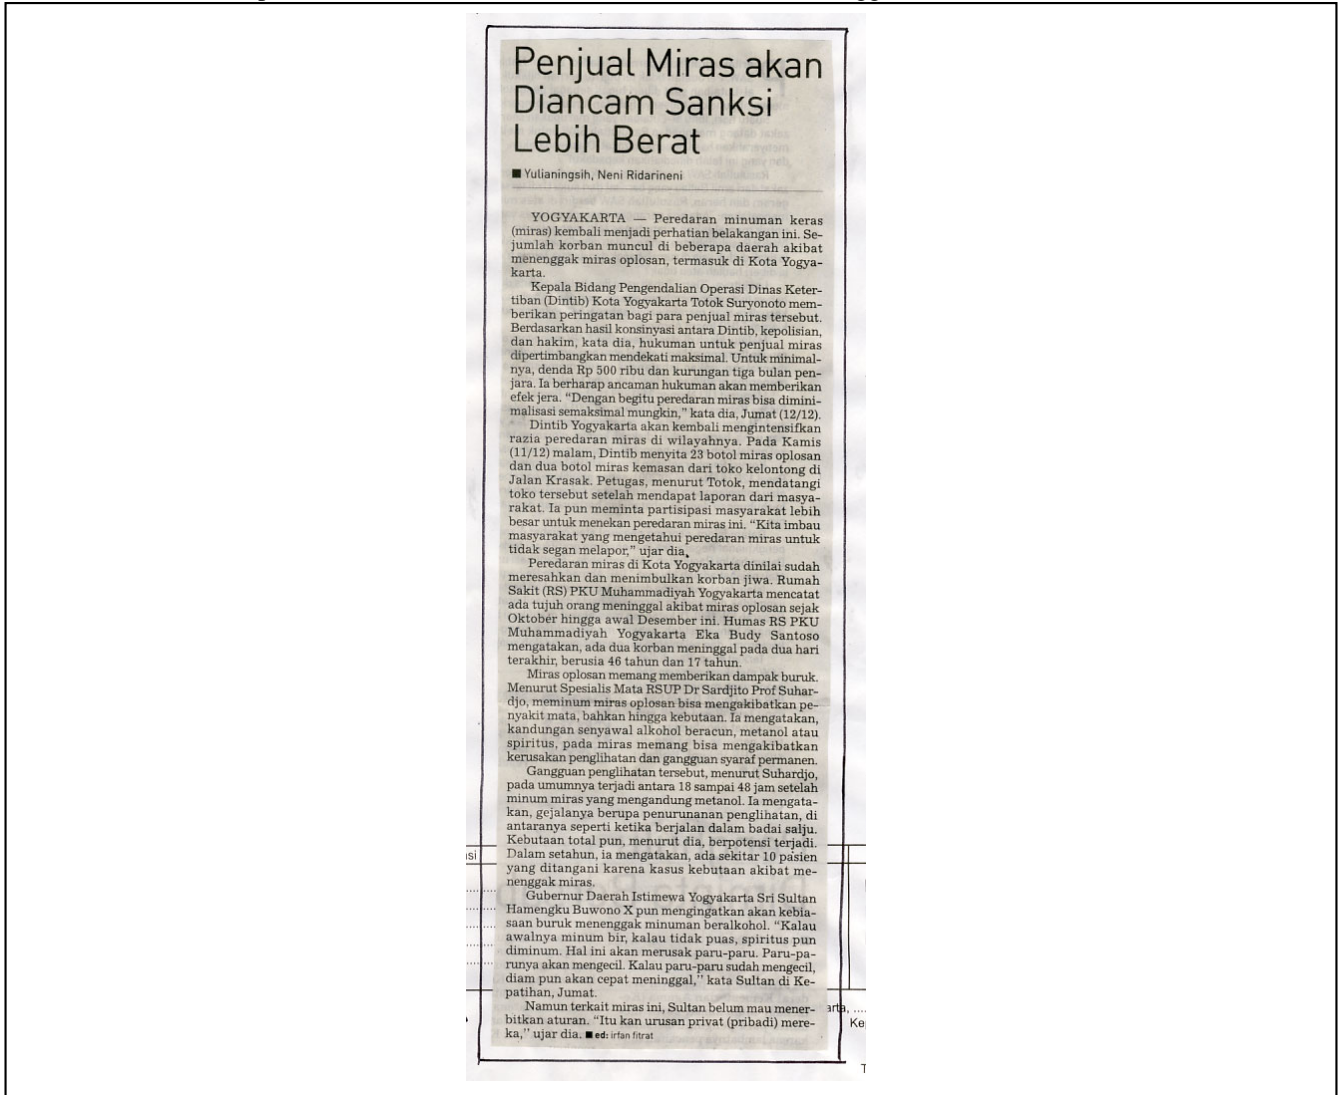 Penjual Miras akan
Diancam Sanksi
Lebih Berat
■ Yulianingsih, Neni Ridarineni
YOGYAKARTA — Peredaran minuman keras
(miras) kembali menjadi perhatian belakangan ini. Se-
jumlah korban muncul di beberapa daerah akibat
menenggak miras oplosan, termasuk di Kota Yogya-
karta.
Kepala Bidang Pengendalian Operasi Dinas Keter-
tiban (Dintib) Kota Yogyakarta Totok Suryonoto mem-
berikan peringatan bagi para penjual miras tersebut.
Berdasarkan hasil konsinyasi antara Dintib, kepolisian,
dan hakim, kata dia, hukuman untuk penjual miras
dipertimbangkan mendekati maksimal. Untuk minimal-
nya, denda Rp 500 ribu dan kurungan tiga bulan pen-
jara. Ia berharap ancaman hukuman akan memberikan
efek jera. “Dengan begitu peredaran miras bisa dimini-
malisasi semaksimal mungkin,” kata dia, Jumat (12/12).
Dintib Yogyakarta akan kembali mengintensifkan
razia peredaran miras di wilayahnya. Pada Kamis
(11/12) malam, Dintib menyita 23 botol miras oplosan
dan dua botol miras kemasan dari toko kelontong di
Jalan Krasak. Petugas, menurut Totok, mendatangi
toko tersebut setelah mendapat laporan dari masya-
rakat. Ia pun meminta partisipasi masyarakat lebih
besar untuk menekan peredaran miras ini. “Kita imbau
masyarakat yang mengetahui peredaran miras untuk
tidak segan melapor,” ujar dia.
Peredaran miras di Kota Yogyakarta dinilai sudah
meresahkan dan menimbulkan korban jiwa. Rumah
Sakit (RS) PKU Muhammadiyah Yogyakarta mencatat
ada tujuh orang meninggal akibat miras oplosan sejak
Oktober hingga awal Desember ini. Humas RS PKU
Muhammadiyah Yogyakarta Eka Budy Santoso
mengatakan, ada dua korban meninggal pada dua hari
terakhir, berusia 46 tahun dan 17 tahun.
Miras oplosan memang memberikan dampak buruk.
Menurut Spesialis Mata RSUP Dr Sardjito Prof Suhar-
djo, meminum miras oplosan bisa mengakibatkan pe-
nyakit mata, bahkan hingga kebutaan. Ia mengatakan,
kandungan senyawal alkohol beracun, metanol atau
spiritus, pada miras memang bisa mengakibatkan
kerusakan penglihatan dan gangguan syaraf permanen.
Gangguan penglihatan tersebut, menurut Suhardjo,
pada umumnya terjadi antara 18 sampai 48 jam setelah
minum miras yang mengandung metanol. Ia mengata-
kan, gejalanya berupa penurunanan penglihatan, di
antaranya seperti ketika berjalan dalam badai salju.
Kebutaan total pun, menurut dia, berpotensi terjadi.
Dalam setahun, ia mengatakan, ada sekitar 10 pasien
yang ditangani karena kasus kebutaan akibat me-
nenggak miras.
Gubernur Daerah Istimewa Yogyakarta Sri Sultan
Hamengku Buwono X pun mengingatkan akan kebia-
saan buruk menenggak minuman beralkohol. “Kalau
awalnya minum bir, kalau tidak puas, spiritus pun
diminum. Hal ini akan merusak paru-paru. Paru-pa-
runya akan mengecil. Kalau paru-paru sudah mengecil,
diam pun akan cepat meninggal,” kata Sultan di Ke-
patihan, Jumat.
Namun terkait miras ini, Sultan belum mau mener-
bitkan aturan. “Itu kan urusan privat (pribadi) mere-
ka,” ujar dia. ■ ed: irfan fitrat